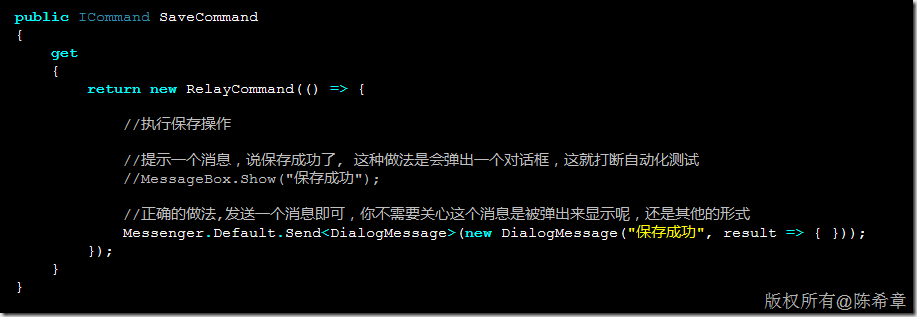 public ICommand SaveCommand
{
    get
    {
        return new RelayCommand(() => {
            //执行保存操作
            //提示一个消息，说保存成功了, 这种做法是会弹出一个对话框，这就打断自动化测试
            //MessageBox.Show("保存成功");
            //正确的做法,发送一个消息即可，你不需要关心这个消息是被弹出来显示呢，还是其他的形式
            Messenger.Default.Send<DialogMessage>(new DialogMessage("保存成功", result => { }));
        });
    }
}
版权所有@陈希章